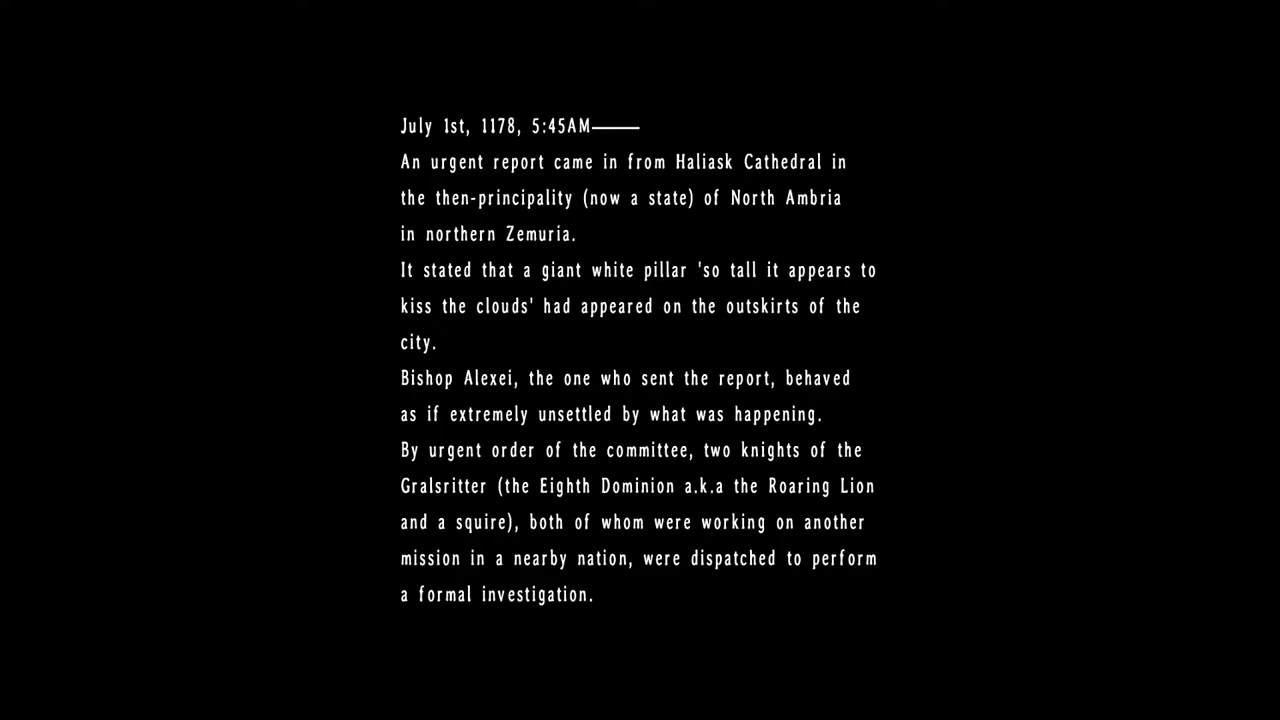 July 1st, 1178, 5:45AM———
An urgent report came in from Haliask Cathedral in
the then-principality (now a state) of North Ambria
in northern Zemuria.
It stated that a giant white pillar 'so tall it appears to
kiss the clouds' had appeared on the outskirts of the
city.
Bishop Alexei, the one who sent the report, behaved
as if extremely unsettled by what was happening.
By urgent order of the committee, two knights of the
Gralsritter (the Eighth Dominion a.k.a the Roaring Lion
and a squire), both of whom were working on another
mission in a nearby nation, were dispatched to perform
a formal investigation.